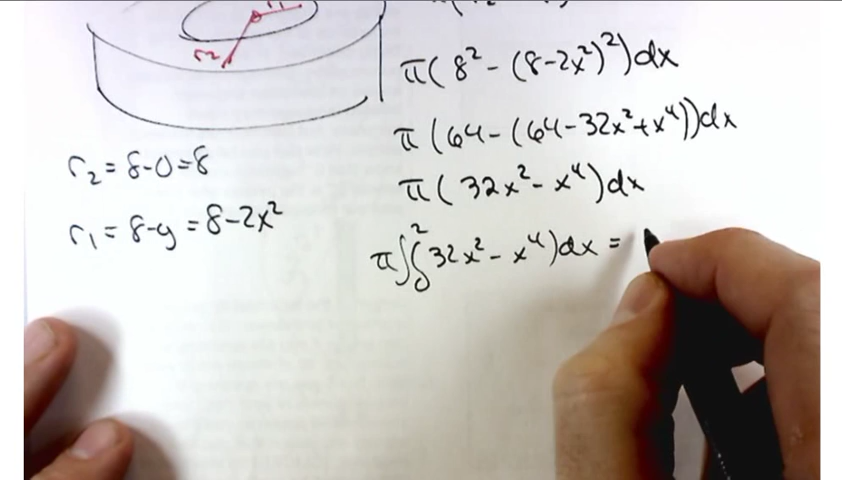 r₁
r₂
π(8² - (8-2x²)²)dx
π(64 - (64-32x²+x⁴))dx
r₂ = 8-0=8
π(32x² - x⁴)dx
r₁ = 8-y = 8-2x²
π∫₀²(32x² - x⁴)dx =